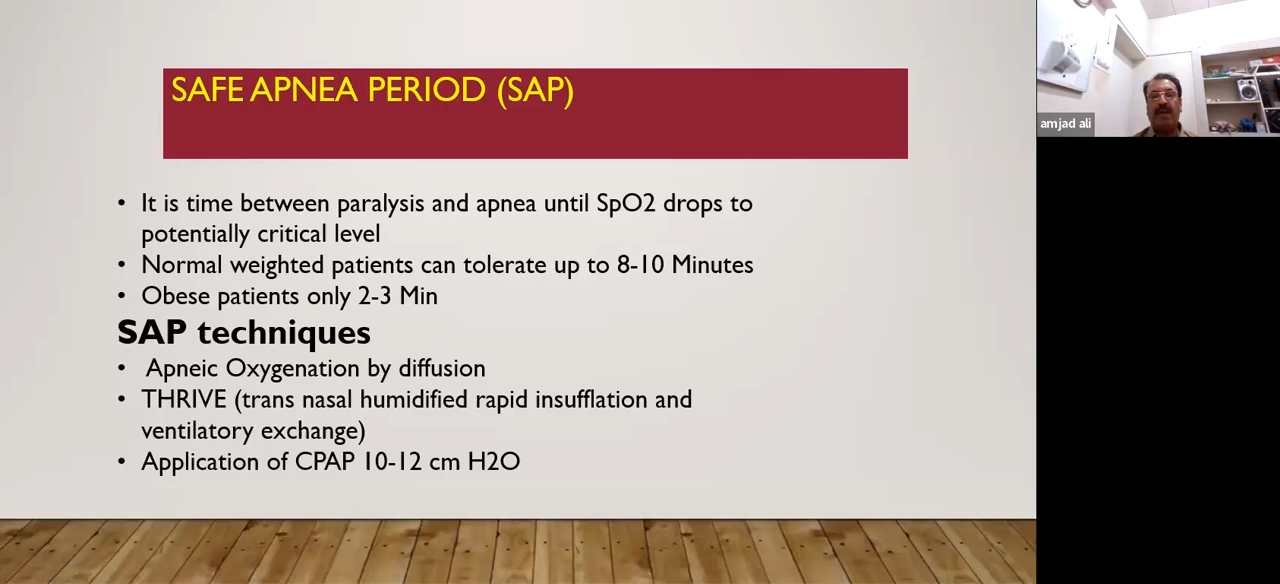 SAFE APNEA PERIOD (SAP)
• It is time between paralysis and apnea until SpO2 drops to
potentially critical level
• Normal weighted patients can tolerate up to 8-10 Minutes
• Obese patients only 2-3 Min
SAP techniques
• Apneic Oxygenation by diffusion
• THRIVE (trans nasal humidified rapid insufflation and
ventilatory exchange)
• Application of CPAP 10-12 cm H2O
amjad ali